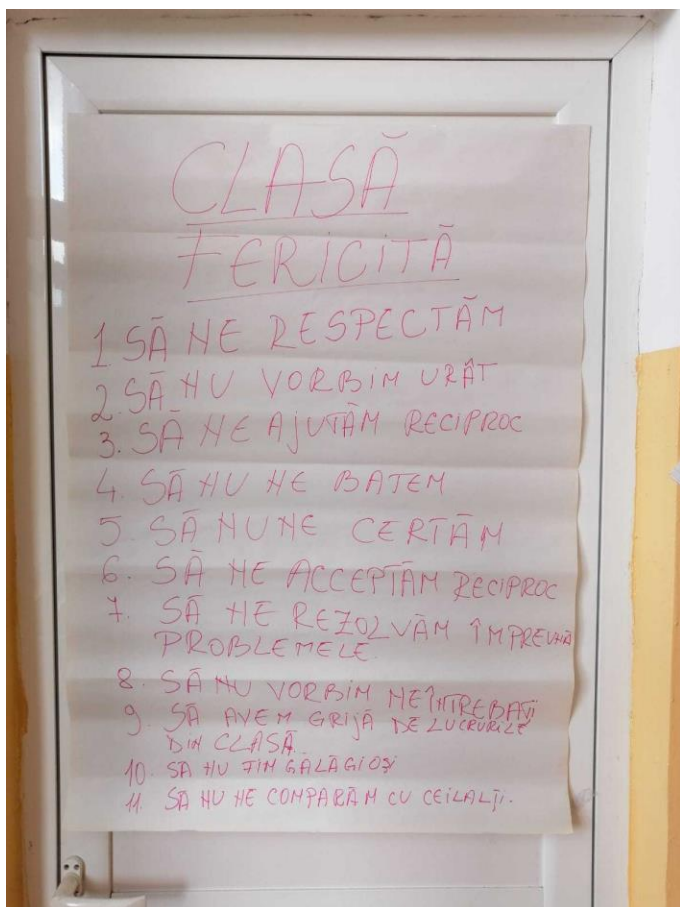 CLASĂ
FERICITĂ
1 SĂ NE RESPECTĂM
2. SĂ NU VORBIM URÂT
3. SĂ NE AJUTĂM RECIPROC
4. SĂ NU NE BATEM
5 SĂ NU NE CERTĂM
6. SĂ NE ACCEPTĂM RECIPROC
7. SĂ NE REZOLVĂM ÎMPREUNĂ
PROBLEMELE
8. SĂ NU VORBIM NEÎNTREBAȚI
9. SĂ AVEM GRIJĂ DE LUCRURILE
DIN CLASĂ.
10. SĂ NU FIM GĂLĂGIOȘI
11. SĂ NU NE COMPARĂM CU CEILALȚI.